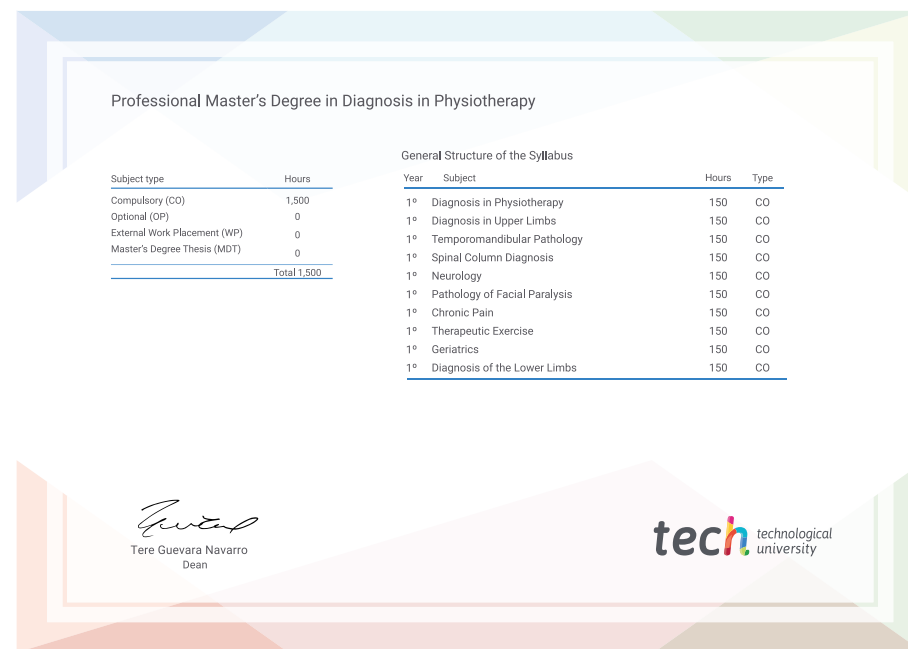 Professional Master's Degree in Diagnosis in Physiotherapy
Subject type Hours
Compulsory (CO) 1,500
Optional (OP) 0
External Work Placement (WP) 0
Master's Degree Thesis (MDT) 0
Total 1,500
General Structure of the Syllabus
Year Subject Hours Type
1º Diagnosis in Physiotherapy 150 CO
1º Diagnosis in Upper Limbs 150 CO
1º Temporomandibular Pathology 150 CO
1º Spinal Column Diagnosis 150 CO
1º Neurology 150 CO
1º Pathology of Facial Paralysis 150 CO
1º Chronic Pain 150 CO
1º Therapeutic Exercise 150 CO
1º Geriatrics 150 CO
1º Diagnosis of the Lower Limbs 150 CO
Tere Guevara Navarro
Dean
tech technological
university